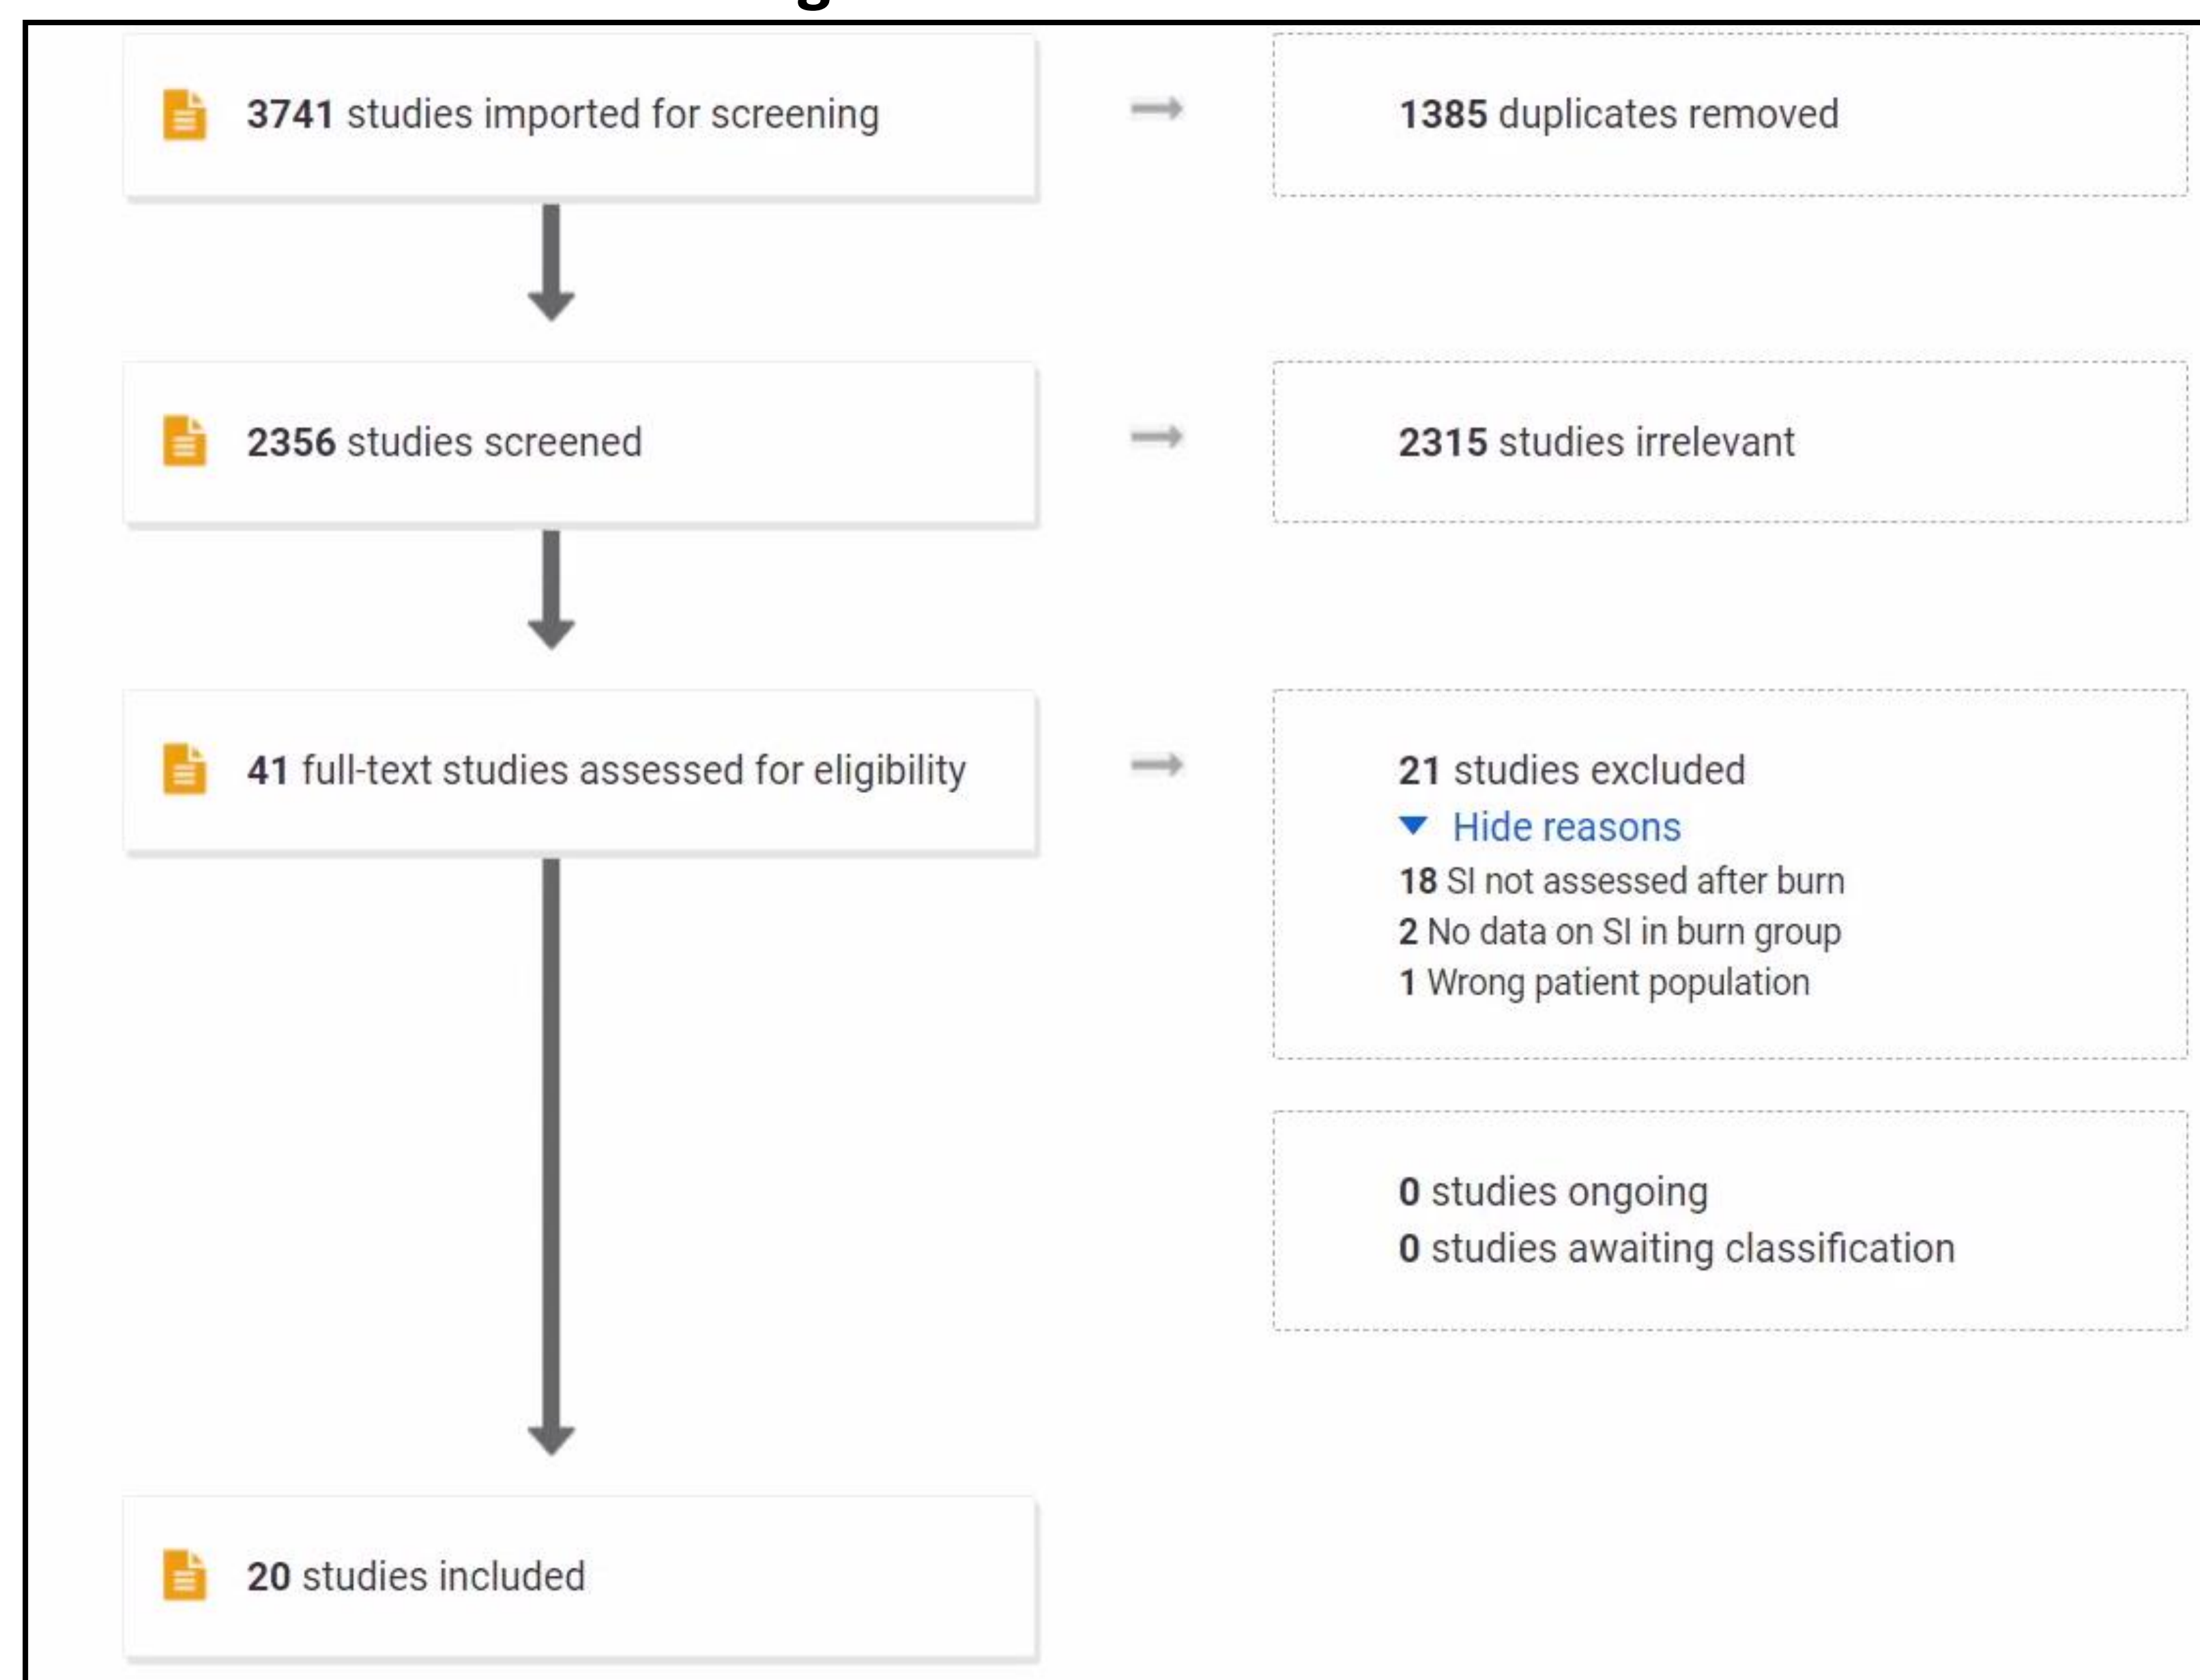 3741 studies imported for screening
1385 duplicates removed
2356 studies screened
2315 studies irrelevant
41 full-text studies assessed for eligibility
21 studies excluded
Hide reasons
18 SI not assessed after burn
2 No data on SI in burn group
1 Wrong patient population
0 studies ongoing
0 studies awaiting classification
20 studies included